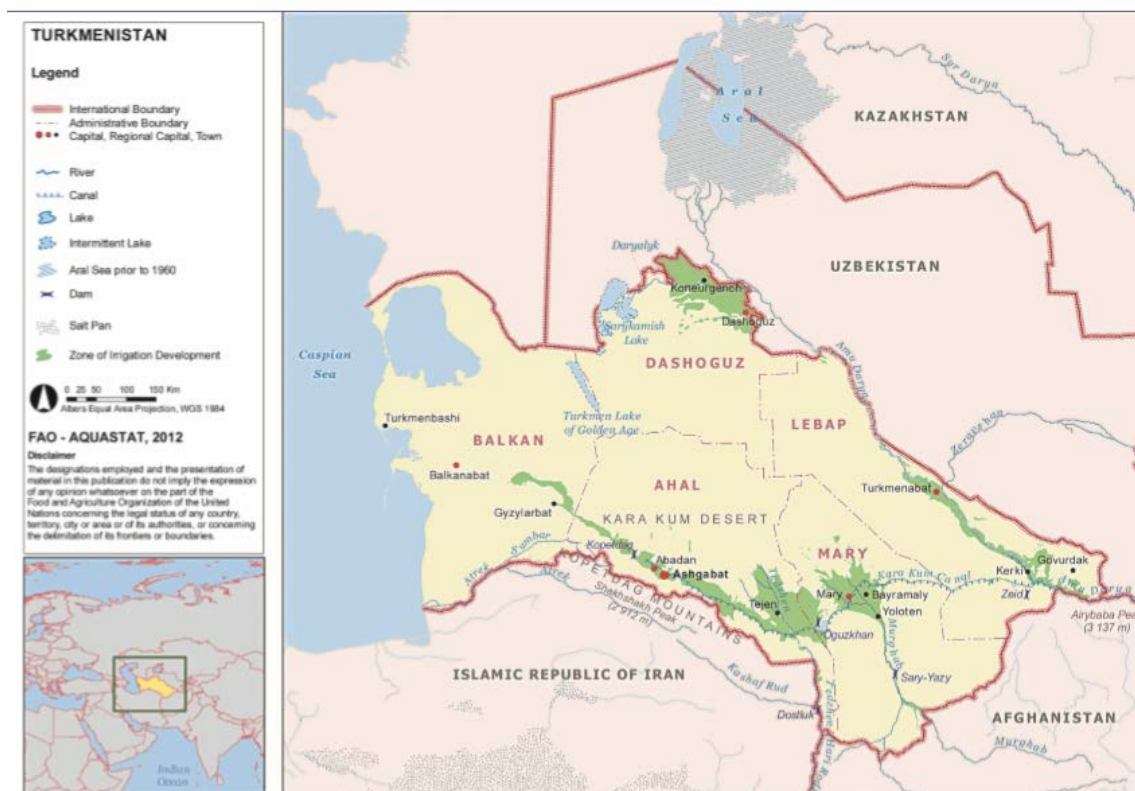 TURKMENISTAN
Legend
International Boundary
Administrative Boundary
Capital, Regional Capital, Town
River
Canal
Lake
Intermittent Lake
Aral Sea prior to 1960
Dam
Salt Pan
Zone of Irrigation Development
0 25 50 100 150 Km
Albers Equal Area Projection, WGS 1984
FAO - AQUASTAT, 2012
Disclaimer
The designations employed and the presentation of
material in this publication do not imply the expression
of any opinion whatsoever on the part of the
Food and Agriculture Organization of the United
Nations concerning the legal status of any country,
territory, city or area or of its authorities, or concerning
the delimitation of its frontiers or boundaries.
Indian
Ocean
Aral
Sea
Syr Darya
KAZAKHSTAN
UZBEKISTAN
Daryalyk
Koneurgench
Dashoguz
Sarykamish
Lake
DASHOGUZ
Caspian
Sea
Amu Darya
Turkmenbashi
Turkmen Lake
of Golden Age
LEBAP
Zeravshan
BALKAN
Balkanabat
AHAL
Turkmenabat
Gyzylarbat
KARA KUM DESERT
Sumbar
Kopetdag
Abadan
Ashgabat
MARY
Kara Kum Canal
Kerki
Govurdak
Atrek
Atrek
KOPETDAG MOUNTAINS
Shakhshakh Peak
(2 912 m)
Tedzhen
Tejen
Mary
Bayramaly
Yoloten
Zeid
Amu Darya
Airybaba Peak
(3 137 m)
Oguzkhan
Murghab
Sary-Yazy
ISLAMIC REPUBLIC OF IRAN
Kashaf Rud
Dostluk
Tedzhen/Hari Rod
AFGHANISTAN
Murghab